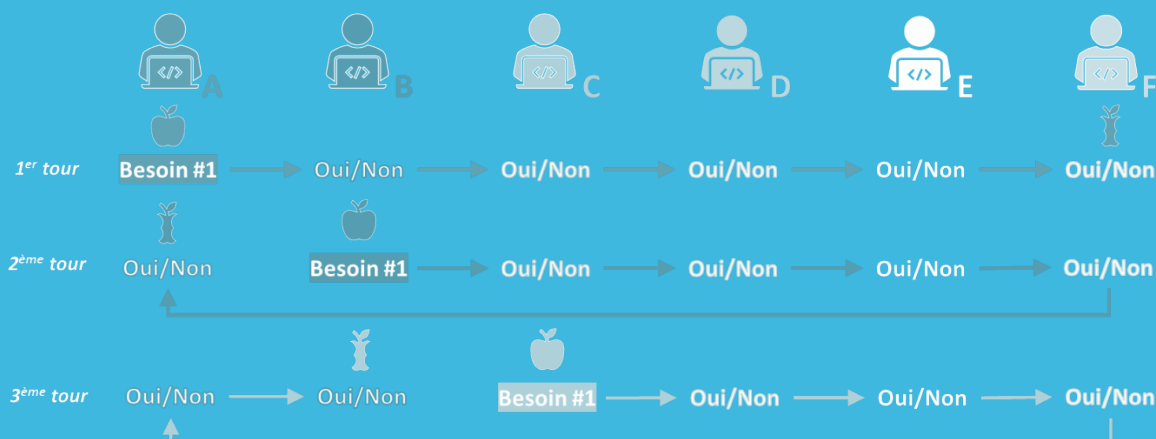 </> </> </> </> </> </>
A B C D E F
1er tour Besoin #1 Oui/Non Oui/Non Oui/Non Oui/Non Oui/Non
2ème tour Oui/Non Besoin #1 Oui/Non Oui/Non Oui/Non Oui/Non
3ème tour Oui/Non Oui/Non Besoin #1 Oui/Non Oui/Non Oui/Non